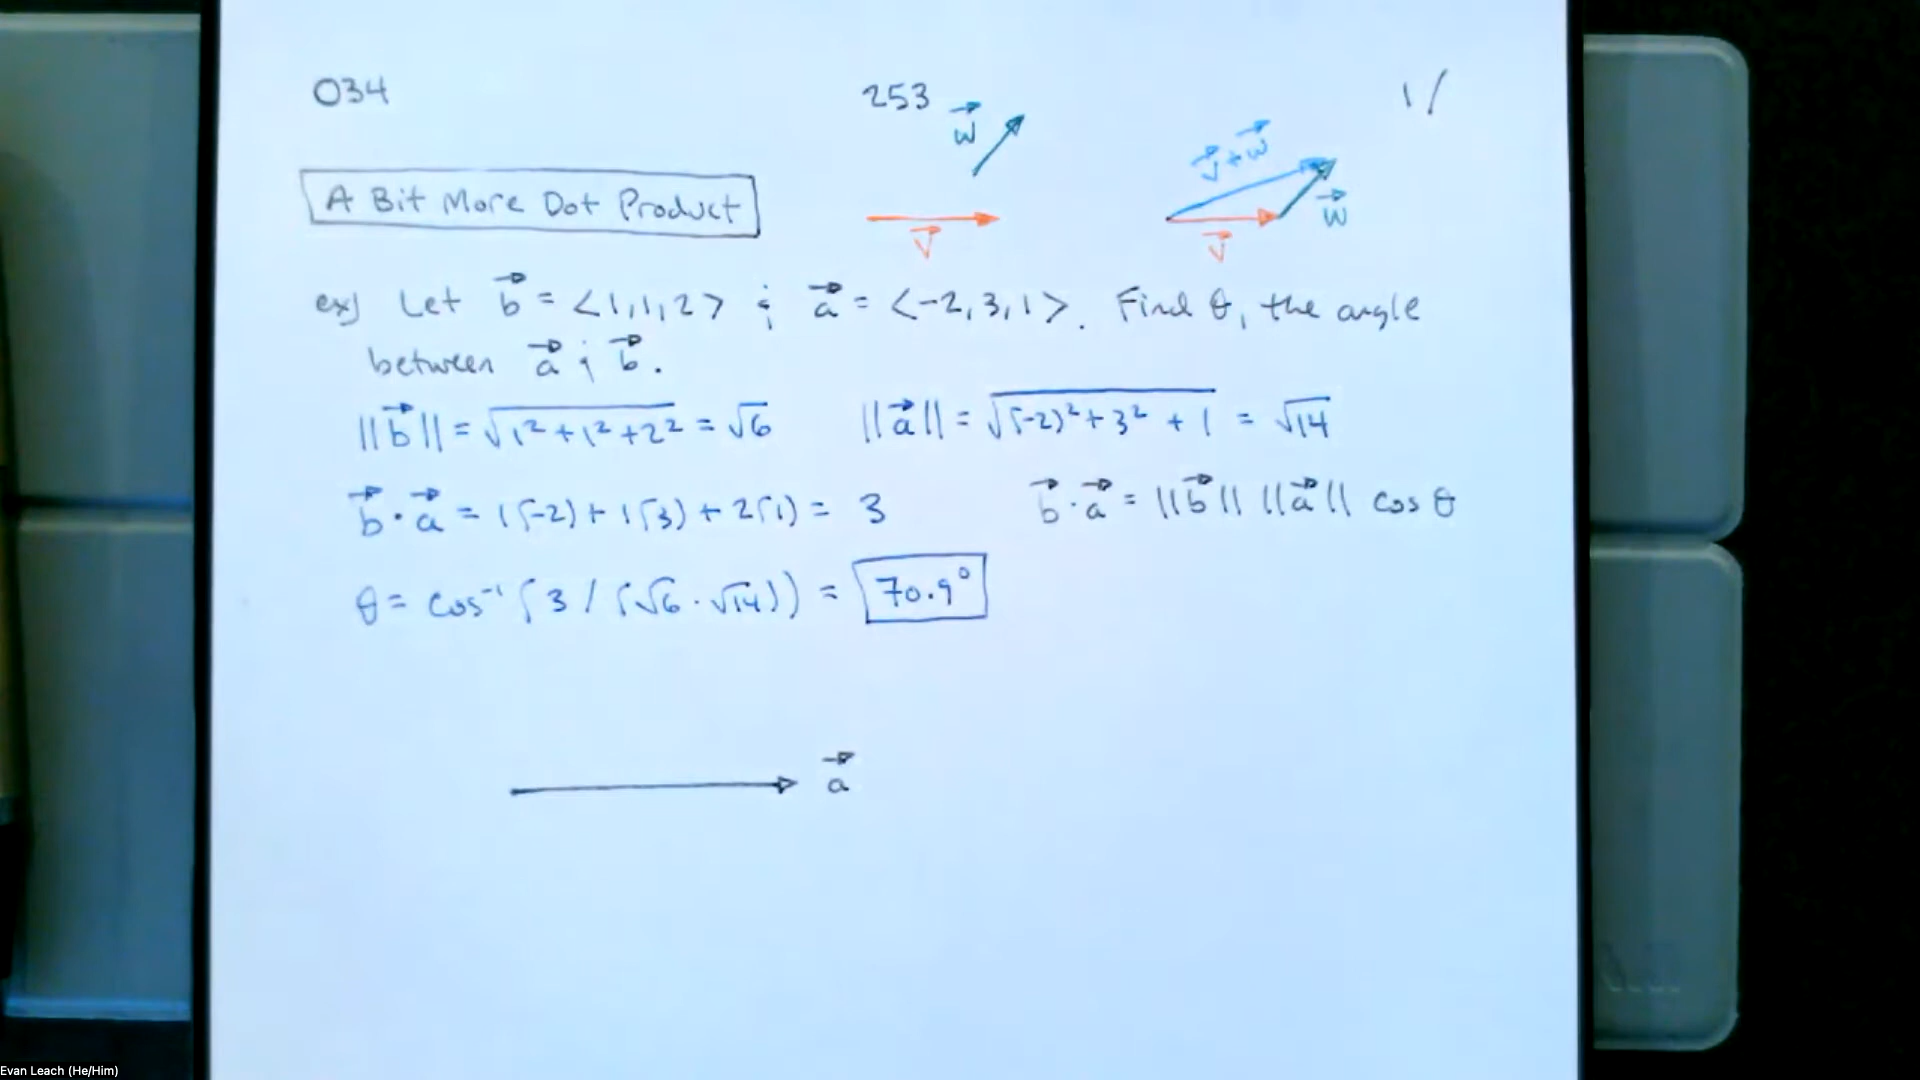 034 253 1/
w⃗
v⃗
v⃗+w⃗
w⃗
v⃗
A Bit More Dot Product
ex) Let b⃗ = <1,1,2> & a⃗ = <-2,3,1>. Find θ, the angle
between a⃗ & b⃗.
||b⃗|| = √(1²+1²+2²) = √6 ||a⃗|| = √((-2)²+3²+1) = √14
b⃗·a⃗ = 1(-2)+1(3)+2(1) = 3 b⃗·a⃗ = ||b⃗|| ||a⃗|| cos θ
θ = cos⁻¹(3/(√6·√14)) = 70.9°
a⃗
Evan Leach (He/Him)